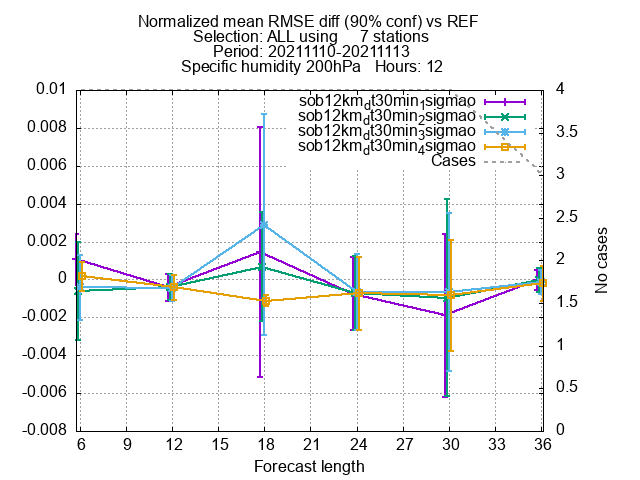 Normalized mean RMSE diff (90% conf) vs REF
Selection: ALL using 7 stations
Period: 20211110-20211113
Specific humidity 200hPa Hours: 12
sob12km_dt30min_1sigmao
sob12km_dt30min_2sigmao
sob12km_dt30min_3sigmao
sob12km_dt30min_4sigmao
Cases
0.01
0.008
0.006
0.004
0.002
0
-0.002
-0.004
-0.006
-0.008
4
3.5
3
2.5
2
1.5
1
0.5
0
No cases
6 9 12 15 18 21 24 27 30 33 36
Forecast length